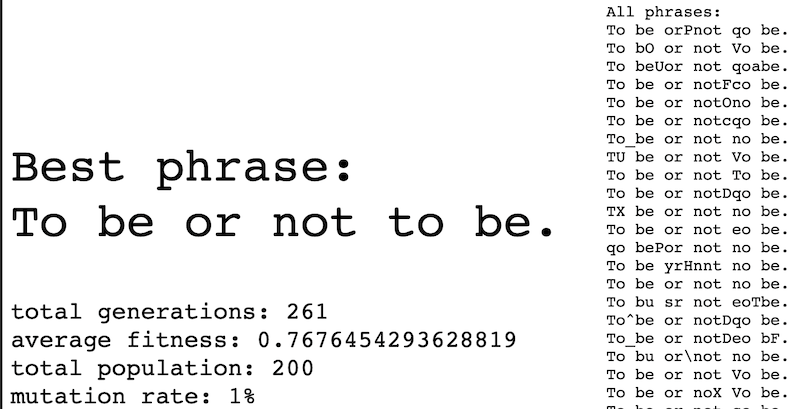 Best phrase:
To be or not to be.
total generations: 261
average fitness: 0.7676454293628819
total population: 200
mutation rate: 1%
All phrases:
To be orPnot qo be.
To bO or not Vo be.
To beUor not qoabe.
To be or notFco be.
To be or notOno be.
To be or notcqo be.
To_be or not no be.
TU be or not Vo be.
To be or not To be.
To be or notDqo be.
TX be or not no be.
To be or not eo be.
qo bePor not no be.
To be yrHnnt no be.
To be or not no be.
To bu sr not eoTbe.
To^be or notDqo be.
To_be or notDeo bF.
To bu or\not no be.
To be or not Vo be.
To be or noX Vo be.